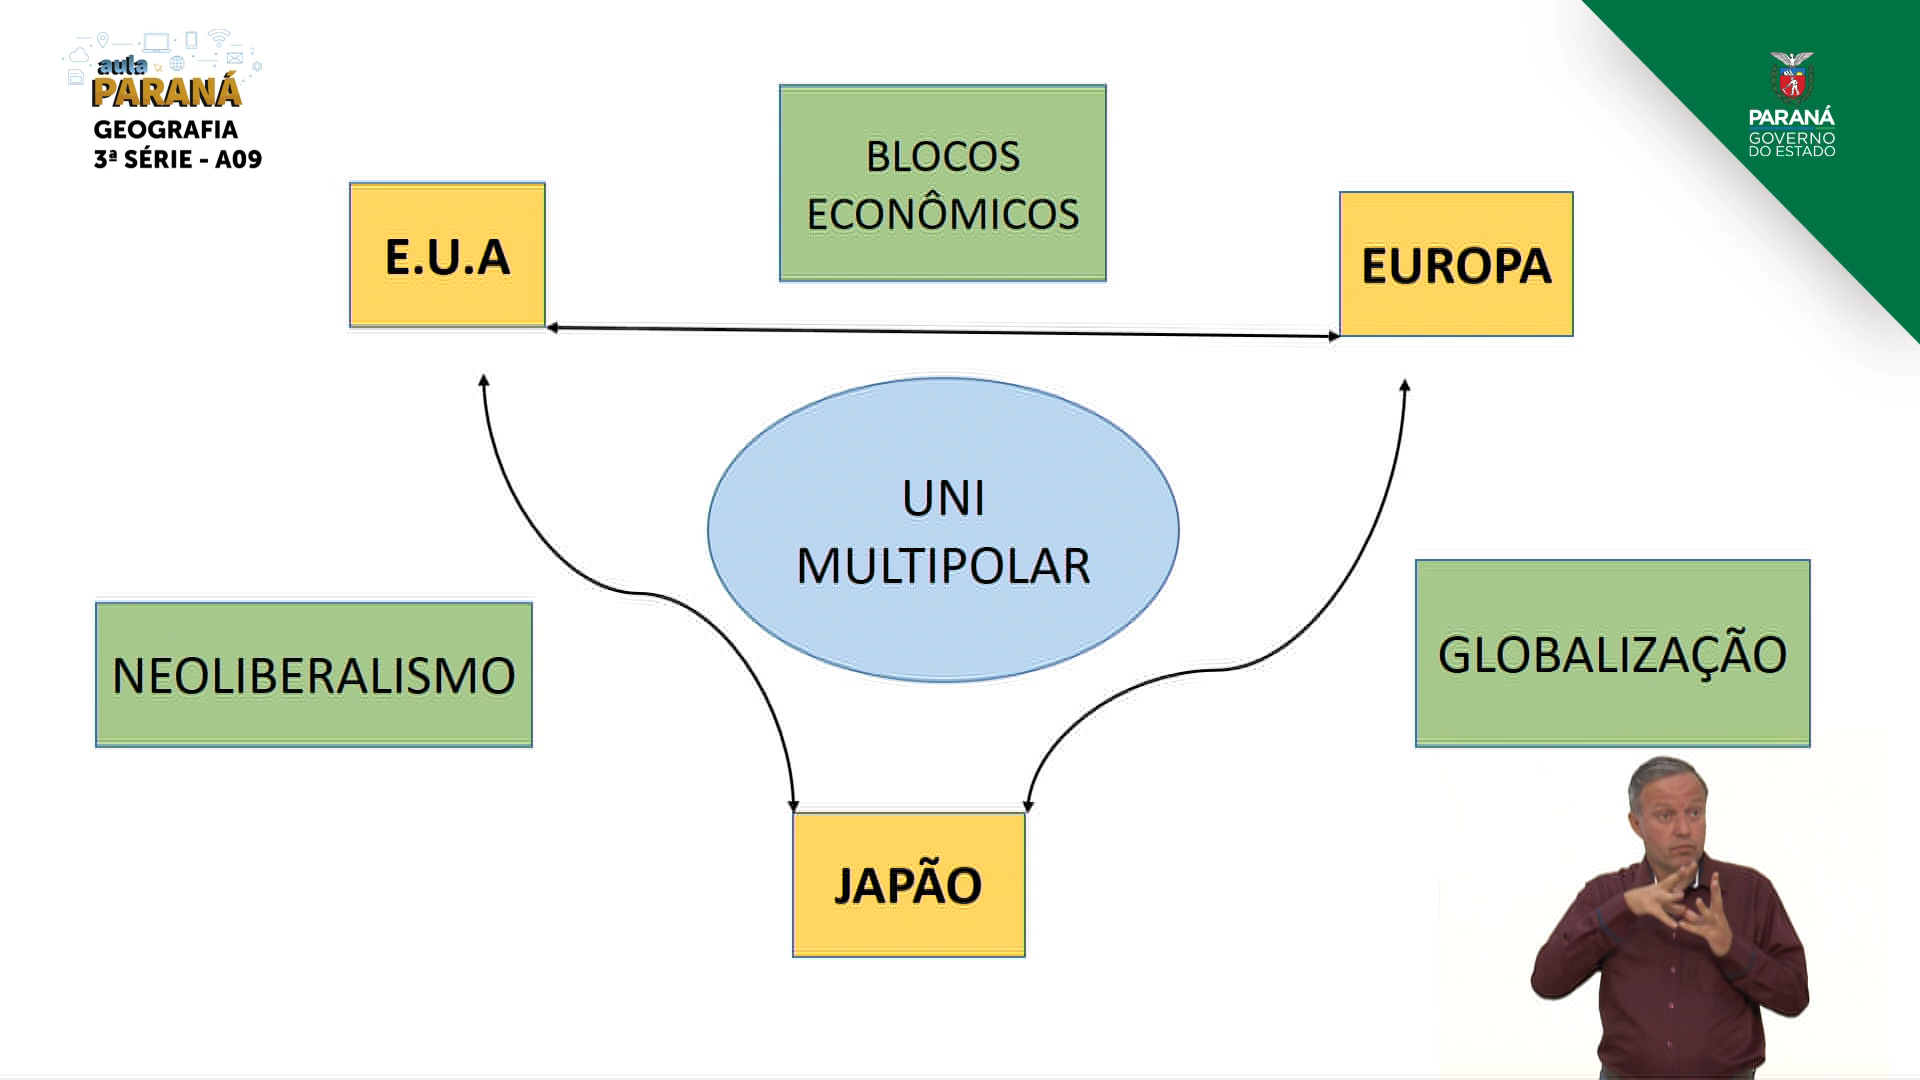 aula
PARANÁ
GEOGRAFIA
3ª SÉRIE - A09
PARANÁ
GOVERNO
DO ESTADO
BLOCOS
ECONÔMICOS
E.U.A
EUROPA
UNI
MULTIPOLAR
NEOLIBERALISMO
GLOBALIZAÇÃO
JAPÃO